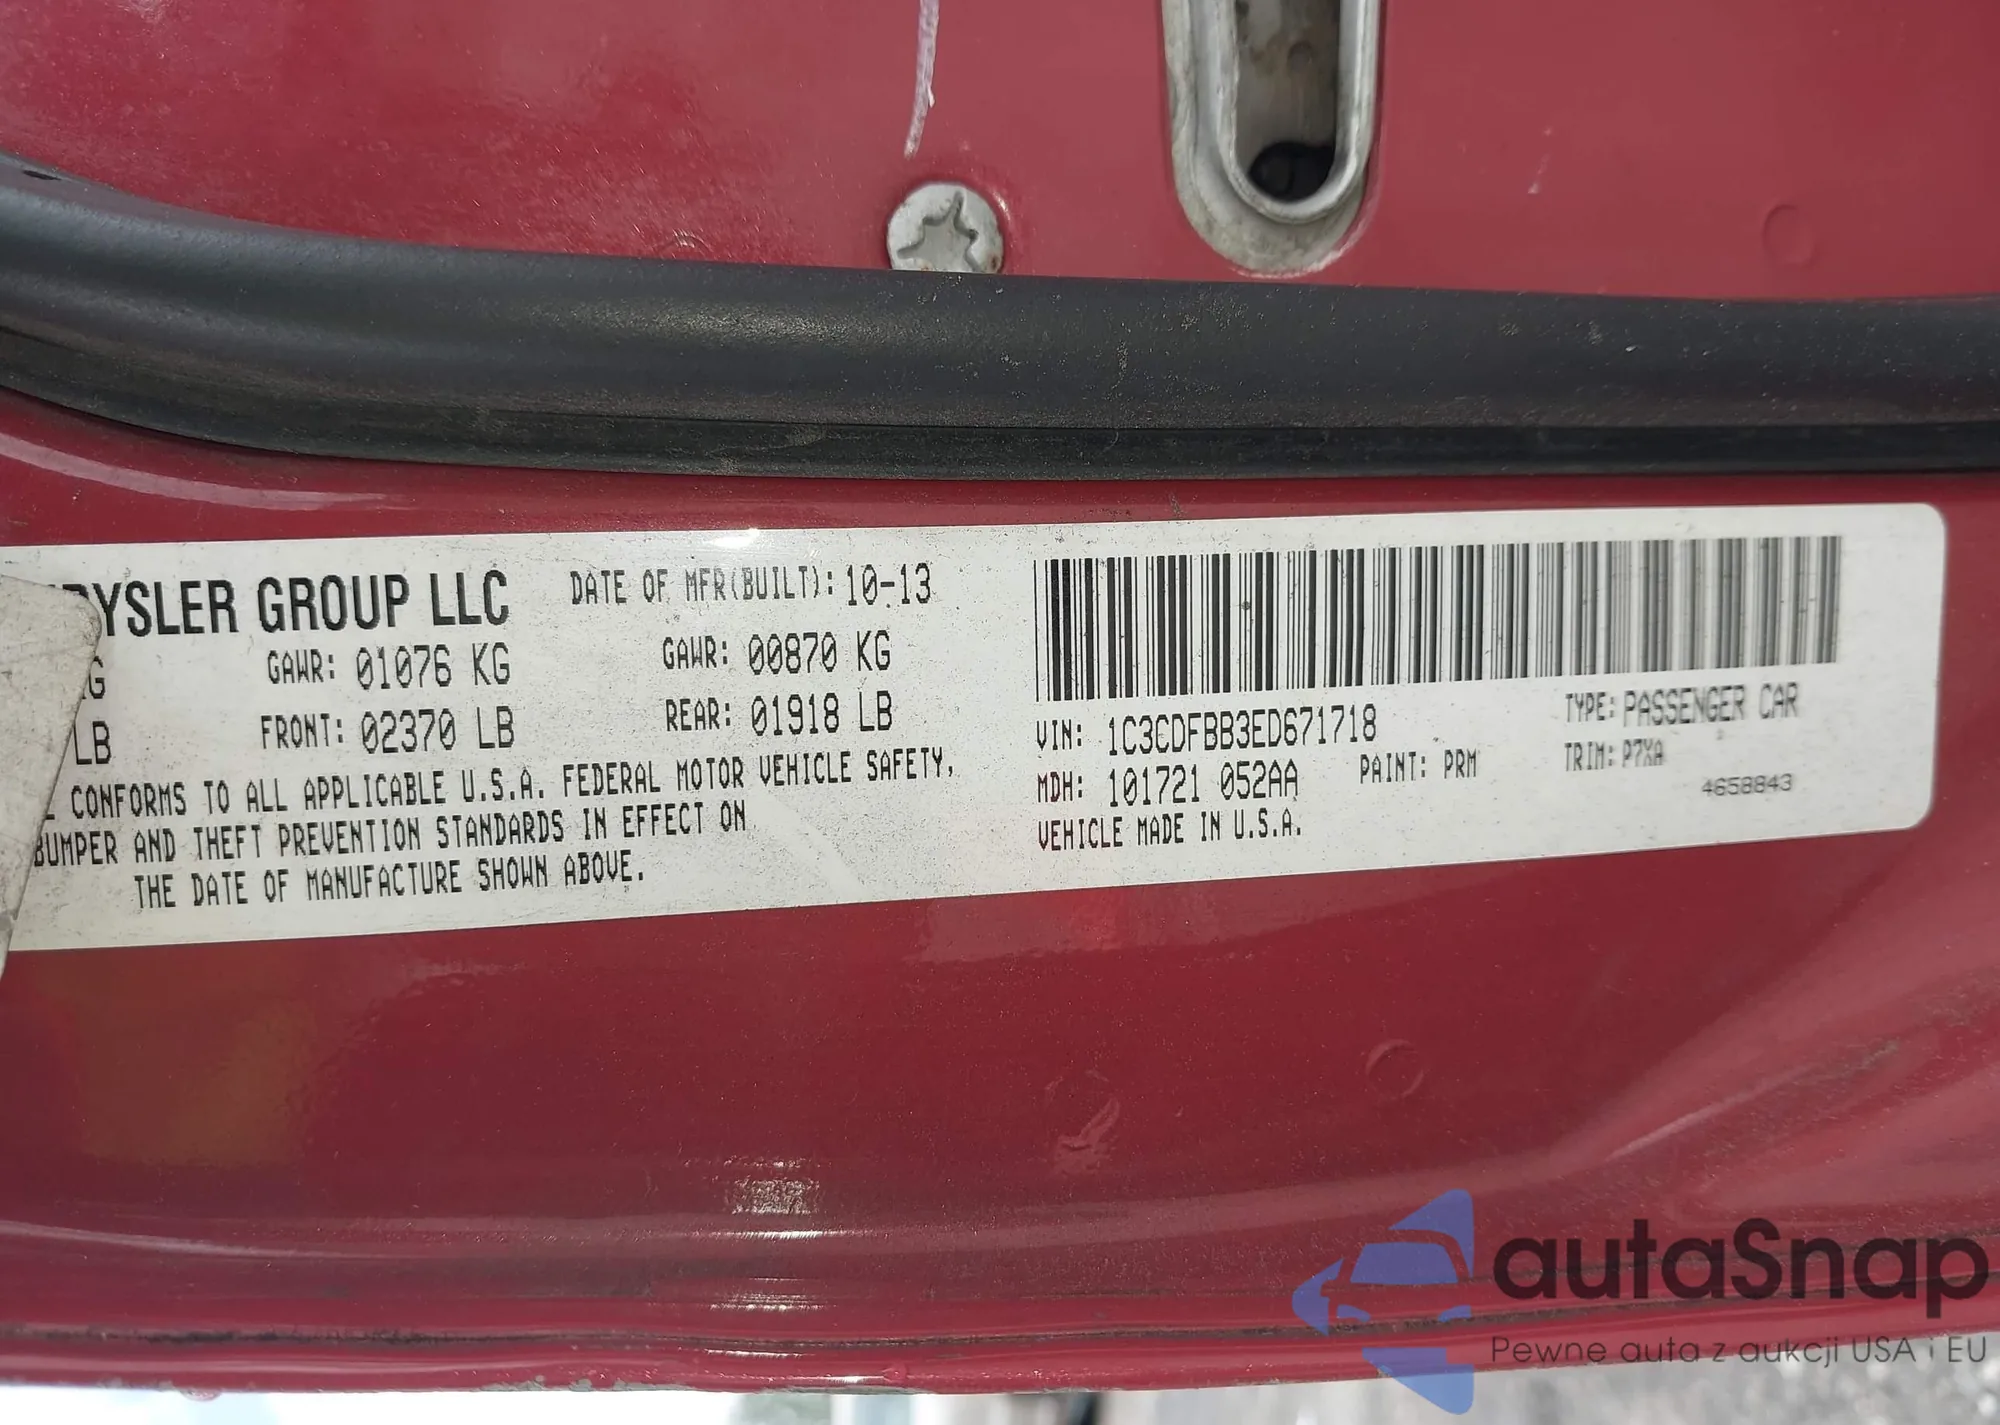 RYSLER GROUP LLC DATE OF MFR(BUILT): 10-13
KG GAWR: 01076 KG GAWR: 00870 KG
LB FRONT: 02370 LB REAR: 01918 LB
CONFORMS TO ALL APPLICABLE U.S.A. FEDERAL MOTOR VEHICLE SAFETY,
BUMPER AND THEFT PREVENTION STANDARDS IN EFFECT ON
THE DATE OF MANUFACTURE SHOWN ABOVE.
VIN: 1C3CDFBB3ED671718 TYPE: PASSENGER CAR
MDH: 101721 052AA PAINT: PRM TRIM: P7XA
VEHICLE MADE IN U.S.A. 4658843
autaSnap
Pewne auta z aukcji USA i EU